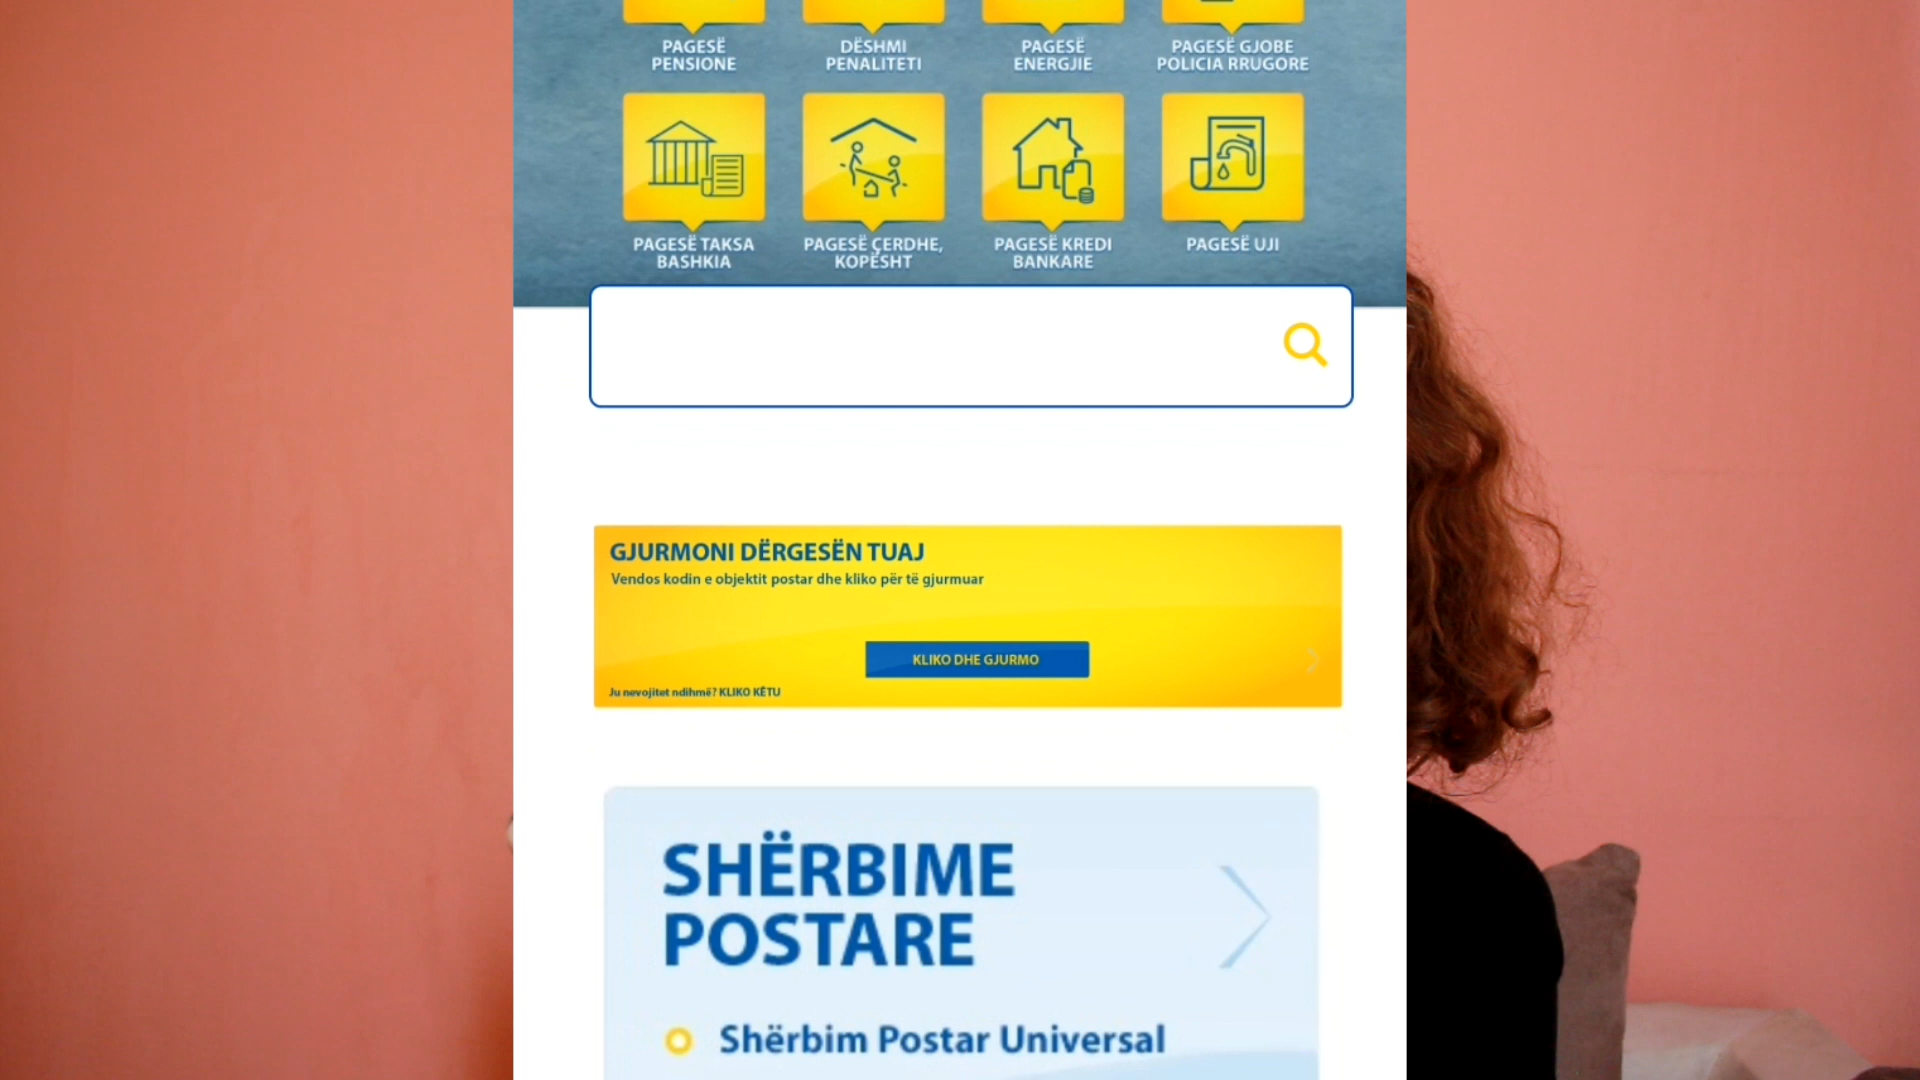 PAGESË
PENSIONE
DËSHMI
PENALITETI
PAGESË
ENERGJIE
PAGESË GJOBE
POLICIA RRUGORE
PAGESË TAKSA
BASHKIA
PAGESË ÇERDHE,
KOPËSHT
PAGESË KREDI
BANKARE
PAGESË UJI
GJURMONI DËRGESËN TUAJ
Vendos kodin e objektit postar dhe kliko për të gjurmuar
KLIKO DHE GJURMO
Ju nevojitet ndihmë? KLIKO KËTU
SHËRBIME
POSTARE
Shërbim Postar Universal